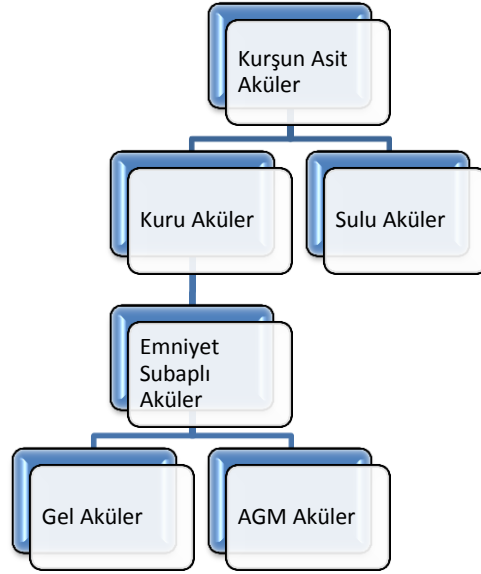 Kurşun Asit
Aküler
Kuru Aküler
Sulu Aküler
Emniyet
Subaplı
Aküler
Gel Aküler
AGM Aküler